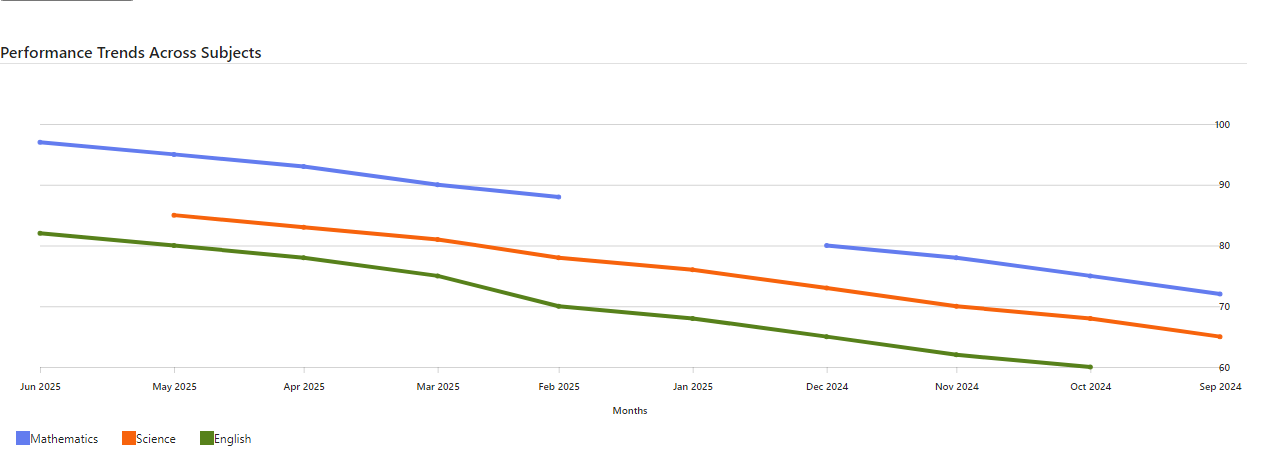 Performance Trends Across Subjects
100
90
80
70
60
Jun 2025 May 2025 Apr 2025 Mar 2025 Feb 2025 Jan 2025 Dec 2024 Nov 2024 Oct 2024 Sep 2024
Months
Mathematics Science English